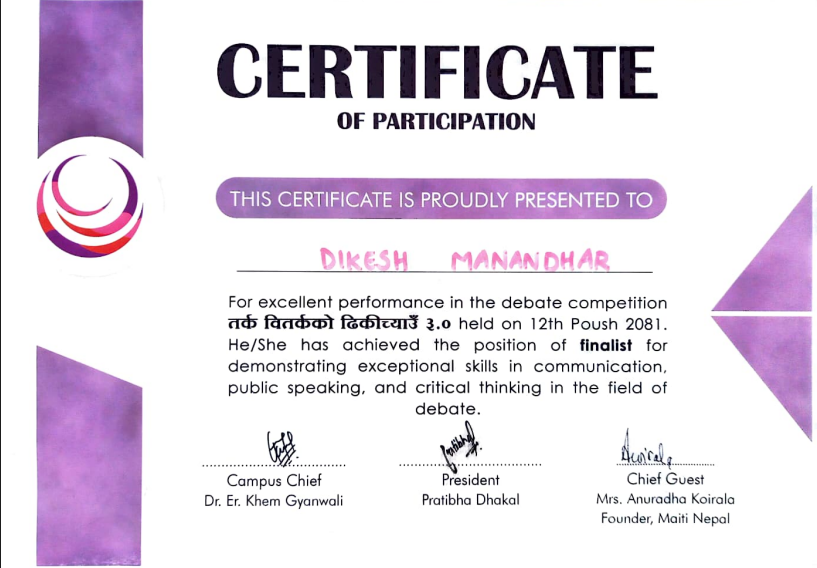 CERTIFICATE
OF PARTICIPATION
THIS CERTIFICATE IS PROUDLY PRESENTED TO
DIKESH MANANDHAR
For excellent performance in the debate competition
तर्क वितर्कको ढिकीच्याउँ ३.० held on 12th Poush 2081.
He/She has achieved the position of finalist for
demonstrating exceptional skills in communication,
public speaking, and critical thinking in the field of
debate.
Pratibha
Koirala
Campus Chief
Dr. Er. Khem Gyanwali
President
Pratibha Dhakal
Chief Guest
Mrs. Anuradha Koirala
Founder, Maiti Nepal